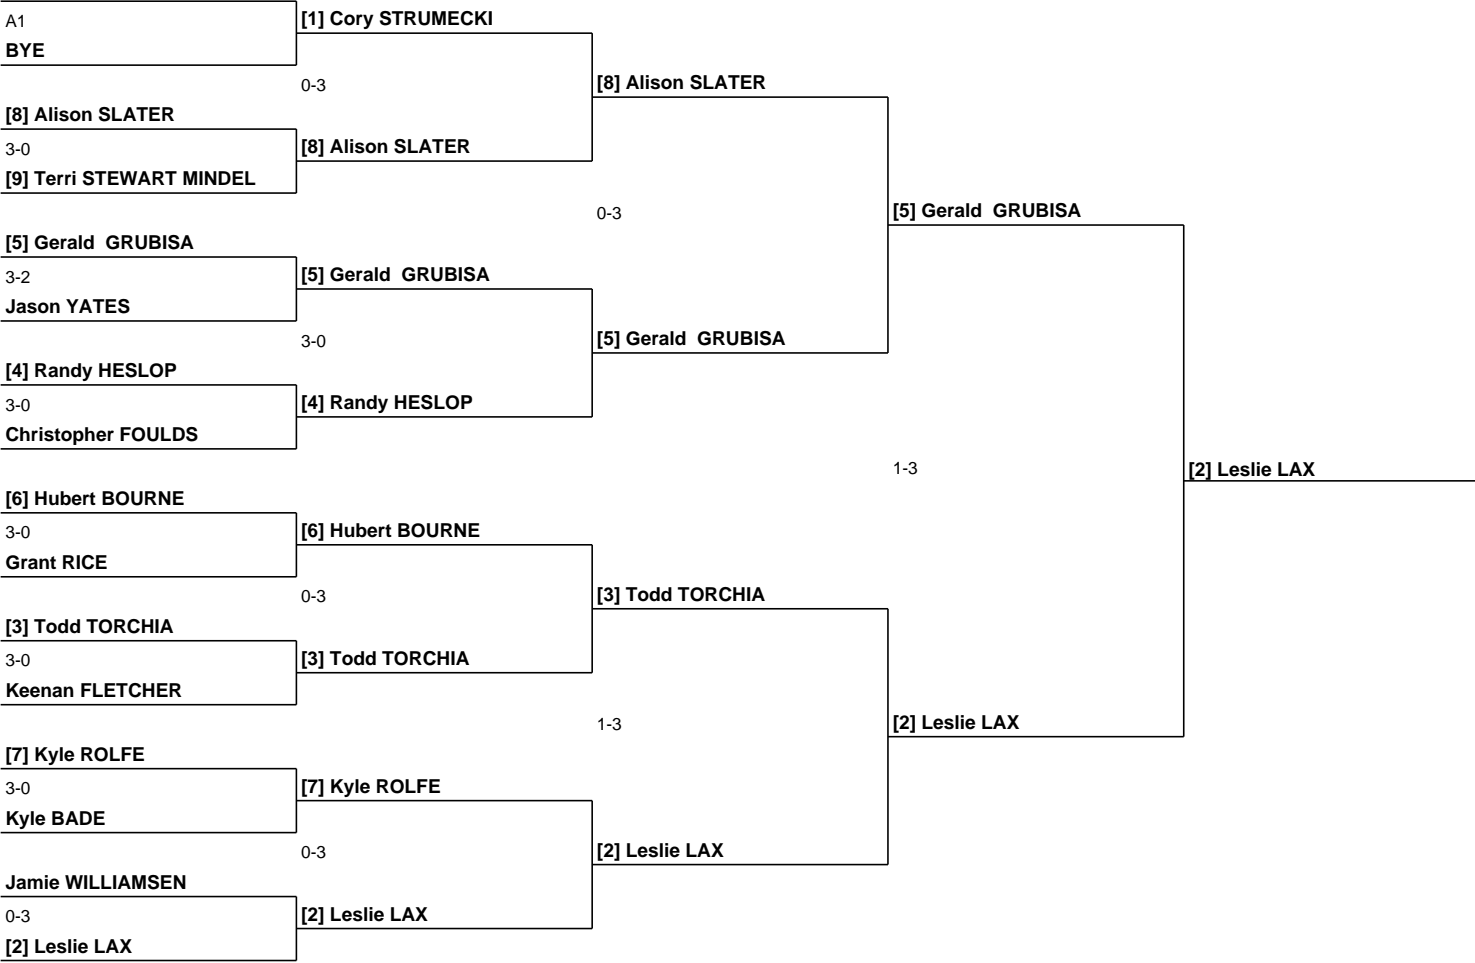 A1
BYE
[8] Alison SLATER
3-0
[9] Terri STEWART MINDEL
[5] Gerald  GRUBISA
3-2
Jason YATES
[4] Randy HESLOP
3-0
Christopher FOULDS
[6] Hubert BOURNE
3-0
Grant RICE
[3] Todd TORCHIA
3-0
Keenan FLETCHER
[7] Kyle ROLFE
3-0
Kyle BADE
Jamie WILLIAMSEN
0-3
[2] Leslie LAX
[1] Cory STRUMECKI
0-3
[8] Alison SLATER
[5] Gerald  GRUBISA
3-0
[4] Randy HESLOP
[6] Hubert BOURNE
0-3
[3] Todd TORCHIA
[7] Kyle ROLFE
0-3
[2] Leslie LAX
[8] Alison SLATER
0-3
[5] Gerald  GRUBISA
[3] Todd TORCHIA
1-3
[2] Leslie LAX
[5] Gerald  GRUBISA
1-3
[2] Leslie LAX
[2] Leslie LAX